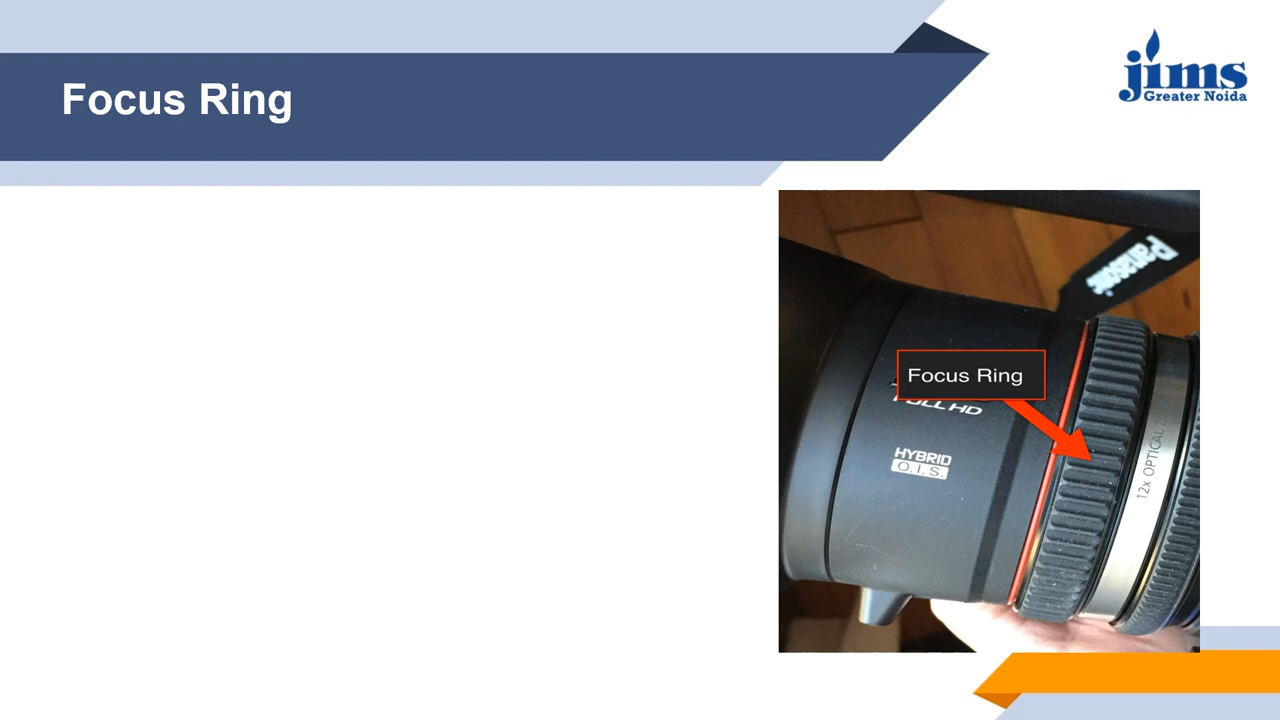 Focus Ring
jims
Greater Noida
Panasonic
Focus Ring
FULL HD
HYBRID
O.I.S.
12x OPTICAL